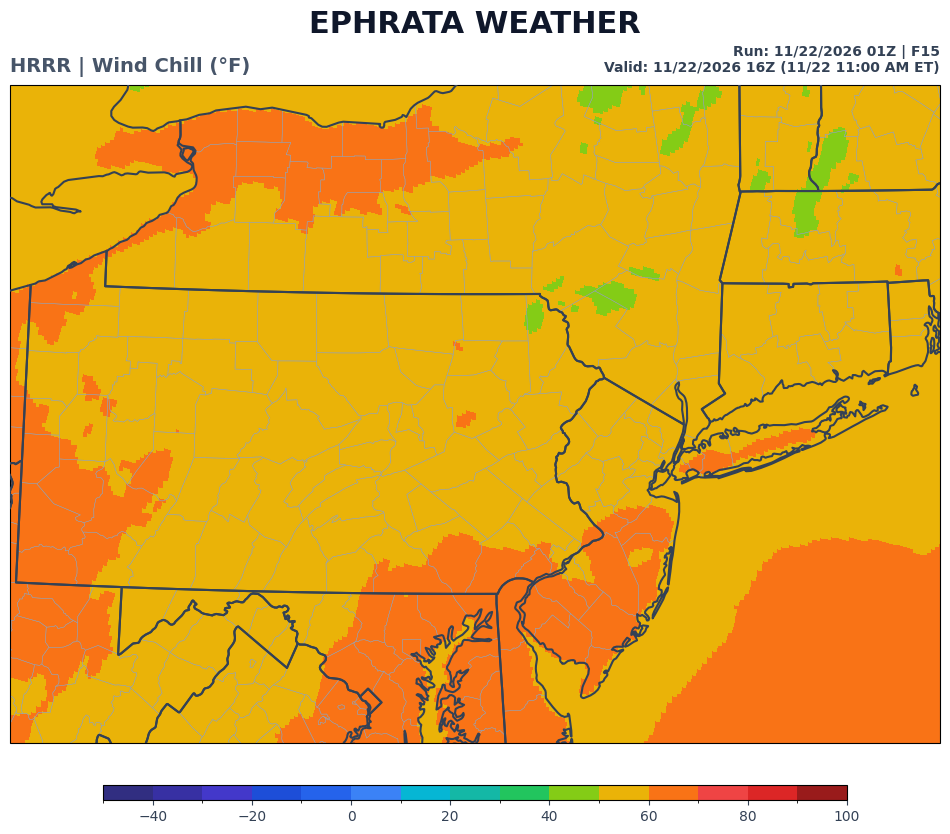 EPHRATA WEATHER
HRRR | Wind Chill (°F)
Run: 11/22/2026 01Z | F15
Valid: 11/22/2026 16Z (11/22 11:00 AM ET)
−40 −20 0 20 40 60 80 100